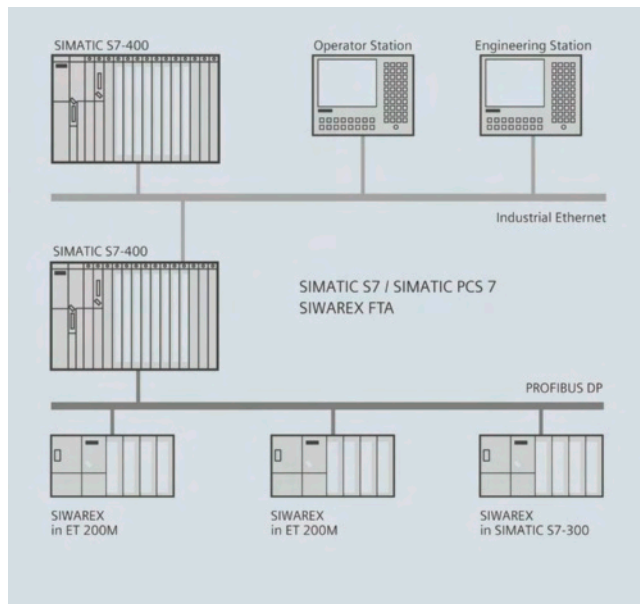 SIMATIC S7-400
Operator Station
Engineering Station
Industrial Ethernet
SIMATIC S7-400
SIMATIC S7 / SIMATIC PCS 7
SIWAREX FTA
PROFIBUS DP
SIWAREX
in ET 200M
SIWAREX
in ET 200M
SIWAREX
in SIMATIC S7-300